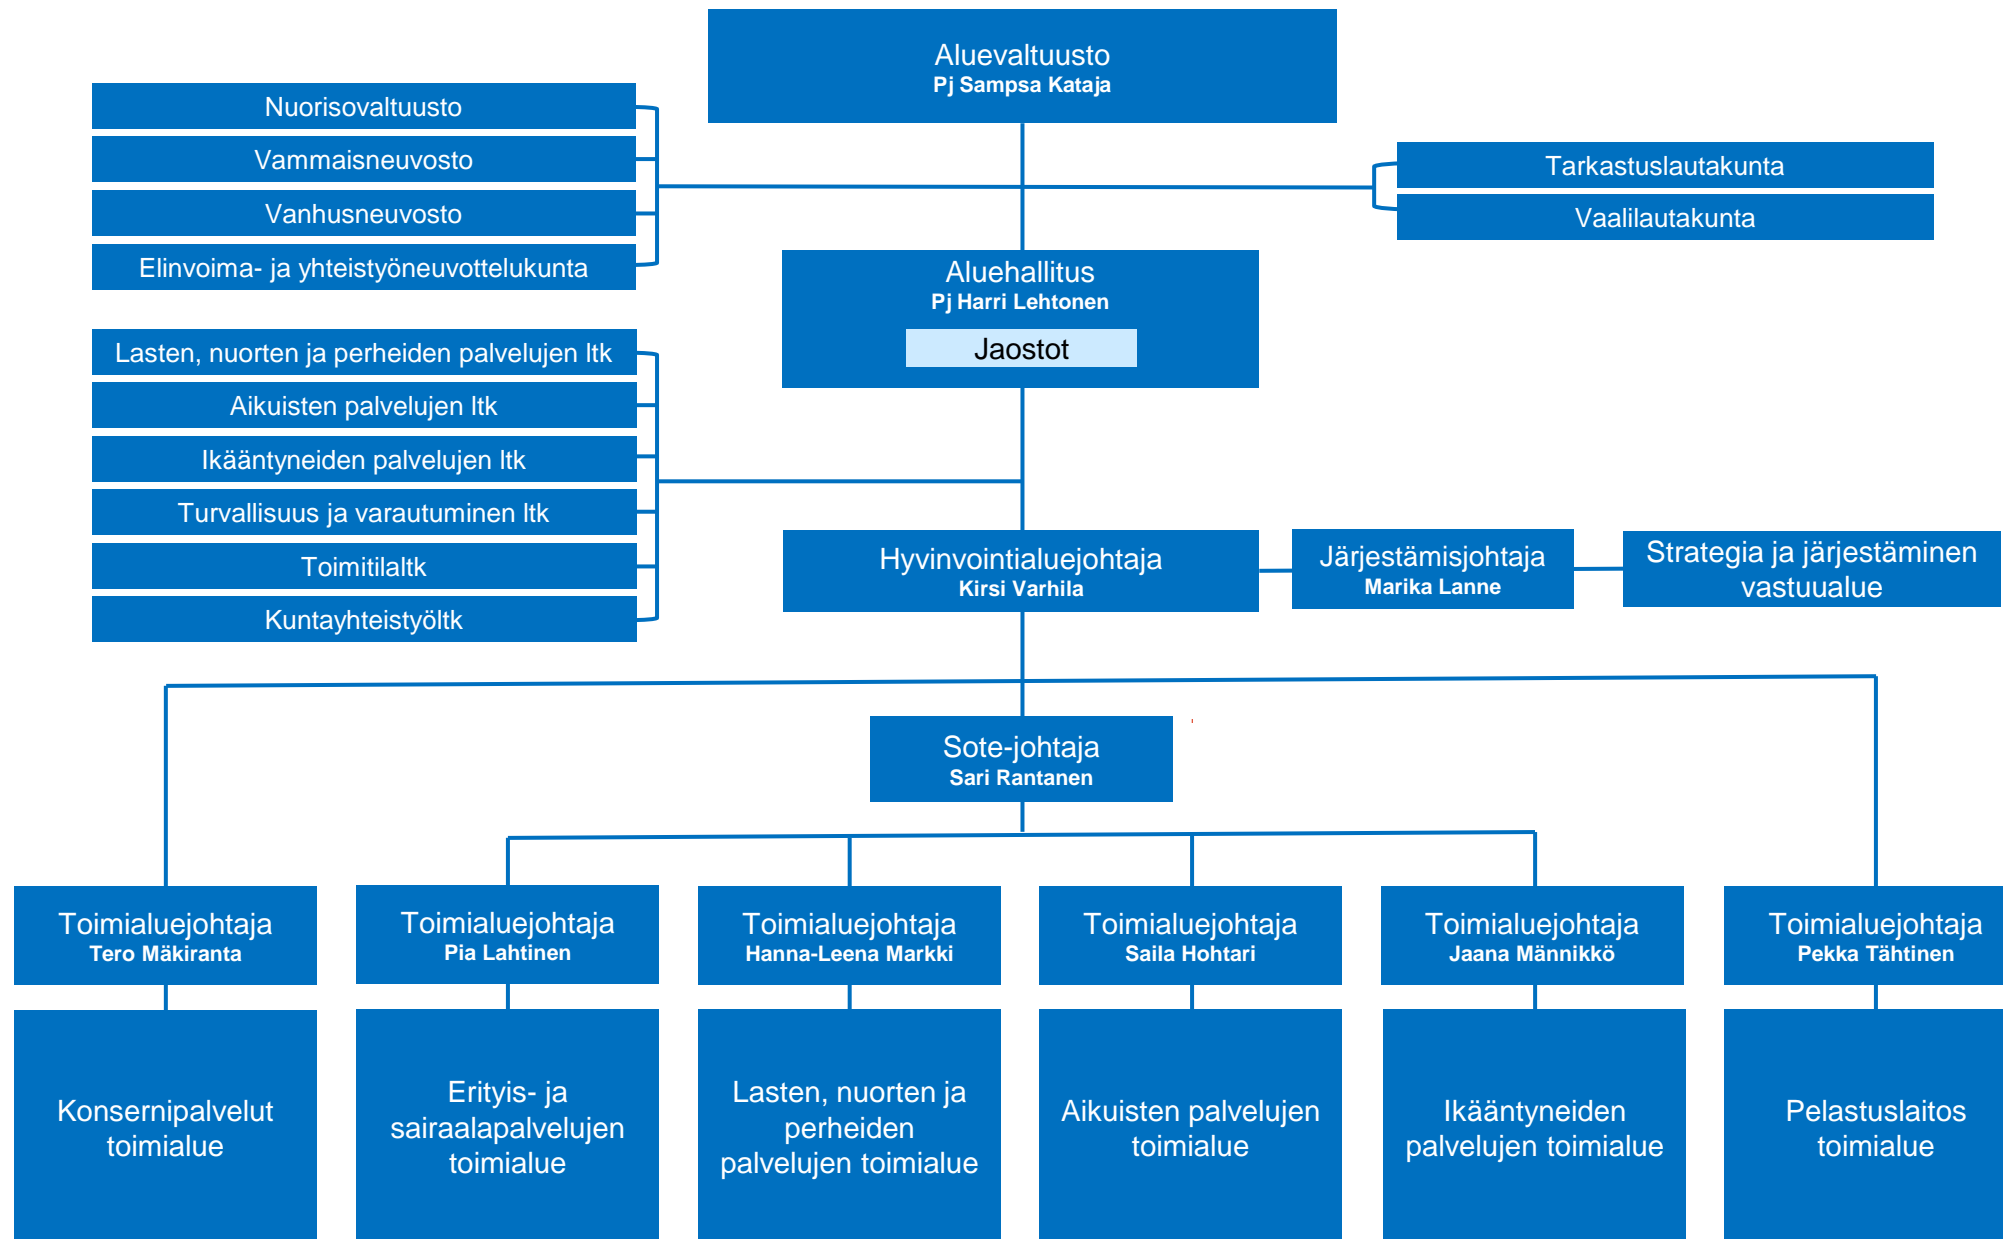 Aluevaltuusto
Pj Sampsa Kataja
Nuorisovaltuusto
Vammaisneuvosto
Vanhusneuvosto
Elinvoima- ja yhteistyöneuvottelukunta
Tarkastuslautakunta
Vaalilautakunta
Aluehallitus
Pj Harri Lehtonen
Jaostot
Lasten, nuorten ja perheiden palvelujen ltk
Aikuisten palvelujen ltk
Ikääntyneiden palvelujen ltk
Turvallisuus ja varautuminen ltk
Toimitilaltk
Kuntayhteistyöltk
Hyvinvointialuejohtaja
Kirsi Varhila
Järjestämisjohtaja
Marika Lanne
Strategia ja järjestäminen
vastuualue
Sote-johtaja
Sari Rantanen
Toimialuejohtaja
Tero Mäkiranta
Toimialuejohtaja
Pia Lahtinen
Toimialuejohtaja
Hanna-Leena Markki
Toimialuejohtaja
Saila Hohtari
Toimialuejohtaja
Jaana Männikkö
Toimialuejohtaja
Pekka Tähtinen
Konsernipalvelut
toimialue
Erityis- ja
sairaalapalvelujen
toimialue
Lasten, nuorten ja
perheiden
palvelujen toimialue
Aikuisten palvelujen
toimialue
Ikääntyneiden
palvelujen toimialue
Pelastuslaitos
toimialue